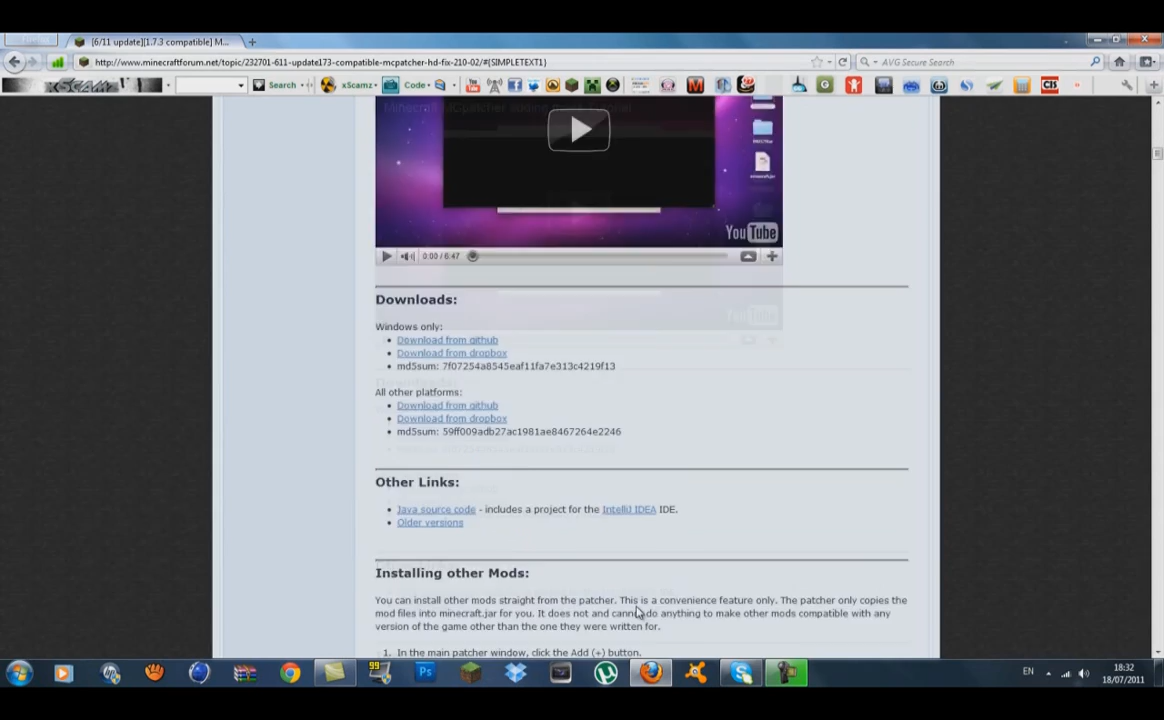 [6/11 update][1.7.3 compatible] M...
http://www.minecraftforum.net/topic/232701-611-update173-compatible-mcpatcher-hd-fix-210-02/#{SIMPLETEXT1}
AVG Secure Search
Search
xScamz
Code
CIS
YouTube
0:00 / 6:47
Downloads:
Windows only:
Download from github
Download from dropbox
md5sum: 7f07254a8545eaf11fa7e313c4219f13
All other platforms:
Download from github
Download from dropbox
md5sum: 59ff009adb27ac1981ae8467264e2246
Other Links:
Java source code - includes a project for the IntelliJ IDEA IDE.
Older versions
Installing other Mods:
You can install other mods straight from the patcher. This is a convenience feature only. The patcher only copies the
mod files into minecraft.jar for you. It does not and cannot do anything to make other mods compatible with any
version of the game other than the one they were written for.
1. In the main patcher window, click the Add (+) button.
99
Ps
EN
18:32
18/07/2011